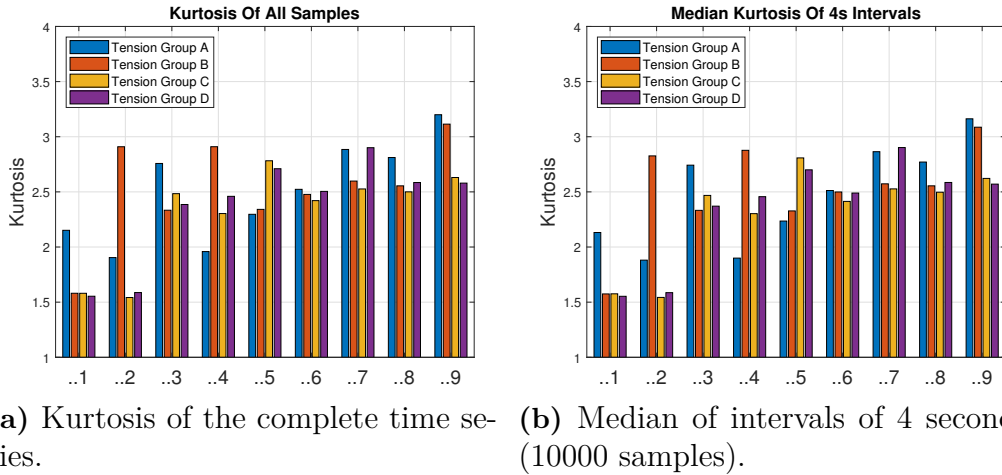 Kurtosis Of All Samples
4
3.5
3
2.5
2
1.5
1
Kurtosis
Tension Group A
Tension Group B
Tension Group C
Tension Group D
..1 ..2 ..3 ..4 ..5 ..6 ..7 ..8 ..9
a) Kurtosis of the complete time se-
ies.
Median Kurtosis Of 4s Intervals
4
3.5
3
2.5
2
1.5
1
Kurtosis
Tension Group A
Tension Group B
Tension Group C
Tension Group D
..1 ..2 ..3 ..4 ..5 ..6 ..7 ..8 ..9
(b) Median of intervals of 4 second
(10000 samples).